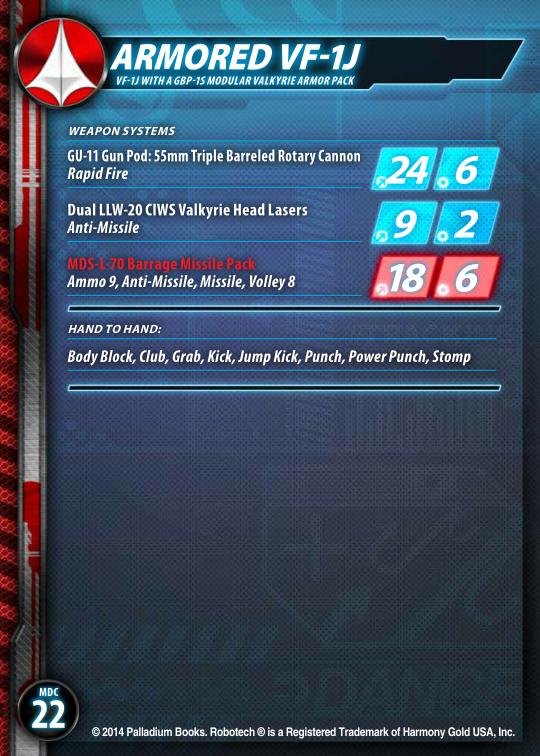 ARMORED VF-1J
VF-1J WITH A GBP-1S MODULAR VALKYRIE ARMOR PACK
WEAPON SYSTEMS
GU-11 Gun Pod: 55mm Triple Barreled Rotary Cannon
Rapid Fire
24 6
Dual LLW-20 CIWS Valkyrie Head Lasers
Anti-Missile
9 2
MDS-L-70 Barrage Missile Pack
Ammo 9, Anti-Missile, Missile, Volley 8
18 6
HAND TO HAND:
Body Block, Club, Grab, Kick, Jump Kick, Punch, Power Punch, Stomp
MDC
22
© 2014 Palladium Books. Robotech ® is a Registered Trademark of Harmony Gold USA, Inc.